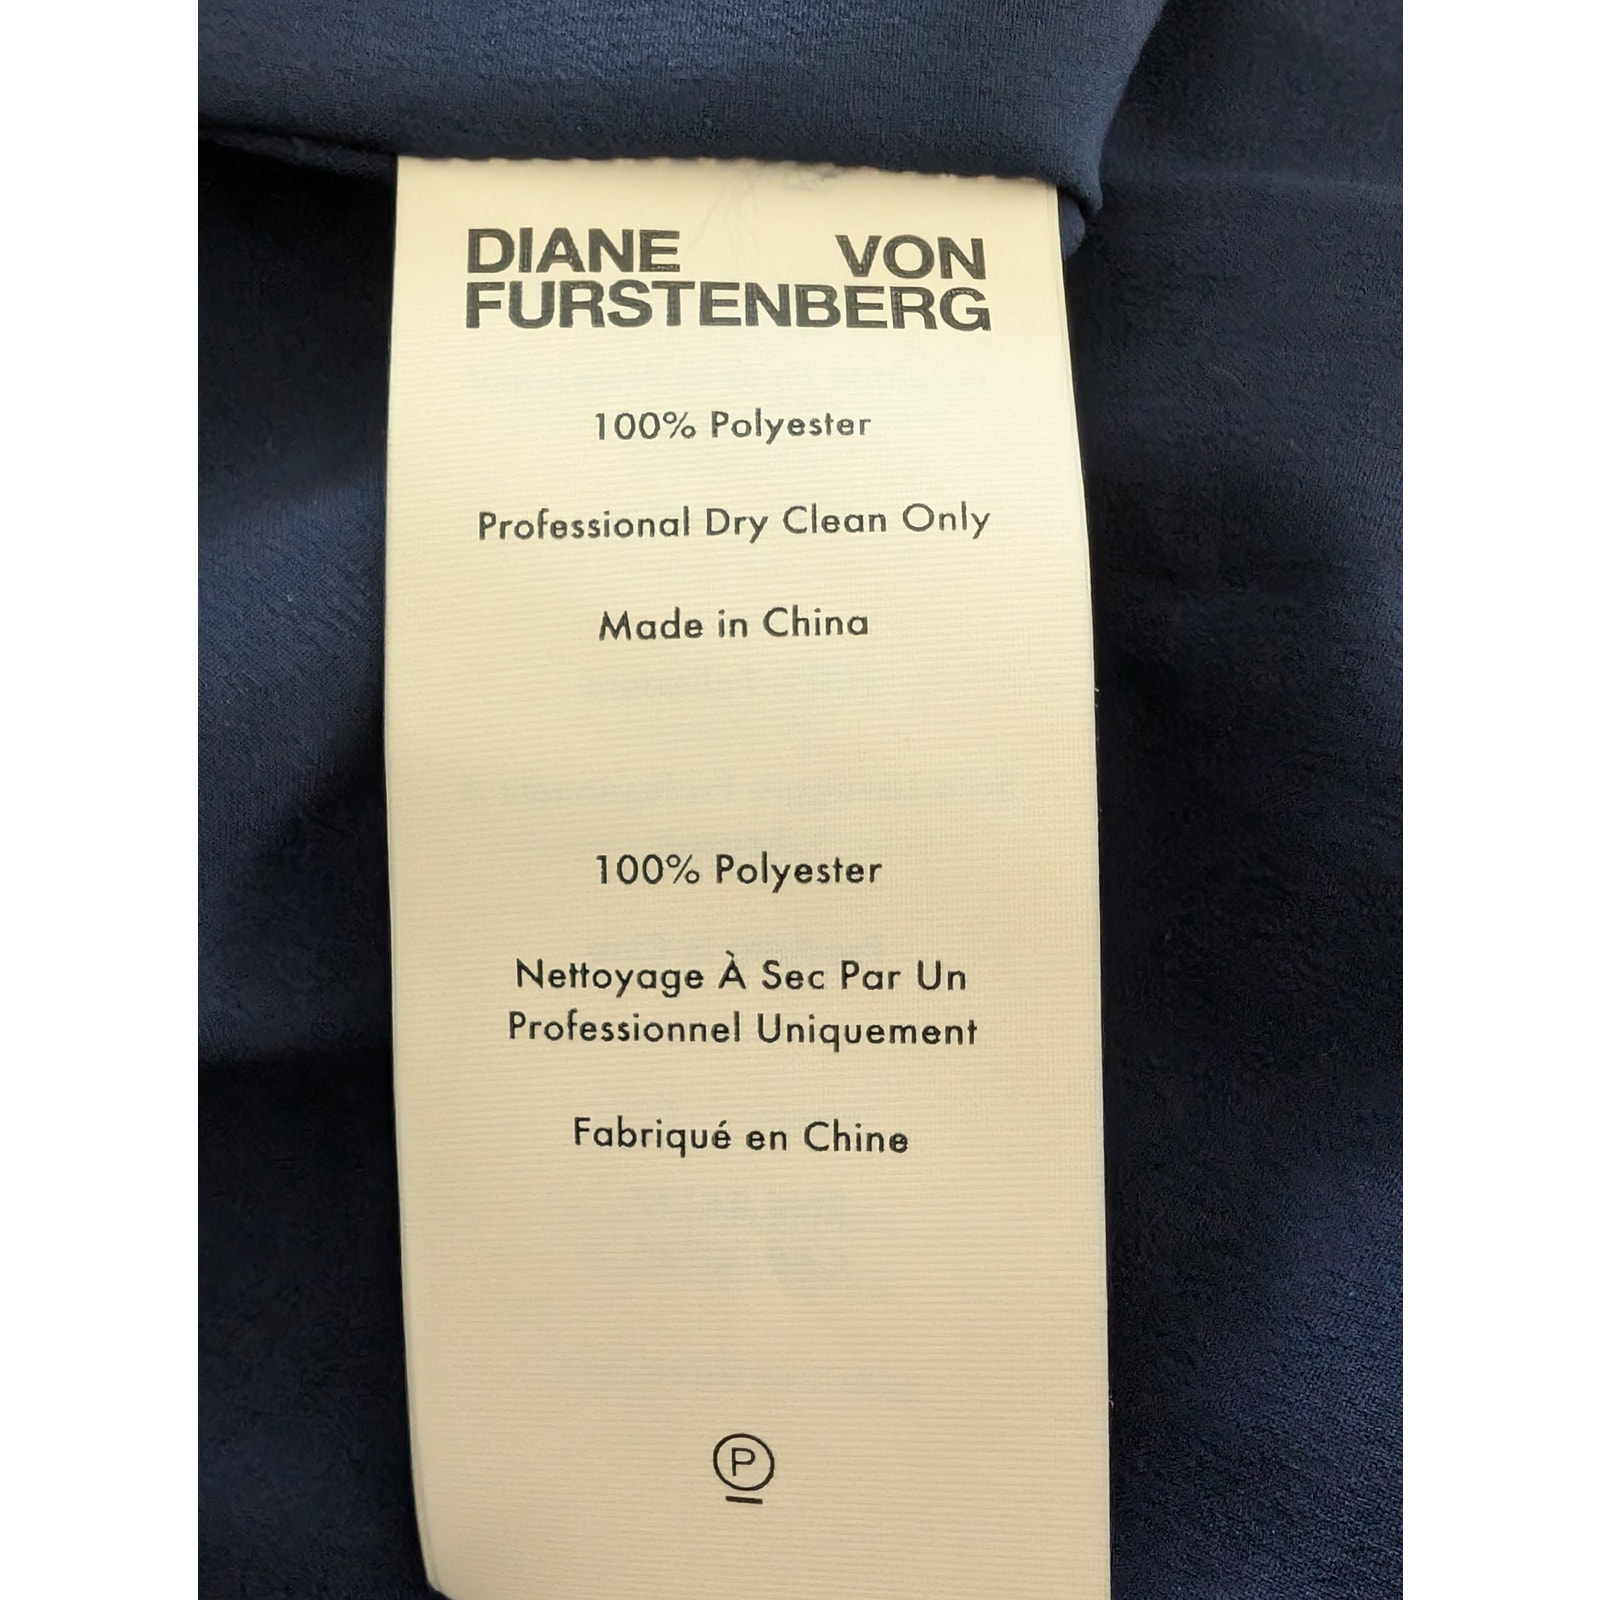 DIANE VON
FURSTENBERG
100% Polyester
Professional Dry Clean Only
Made in China
100% Polyester
Nettoyage À Sec Par Un
Professionnel Uniquement
Fabriqué en Chine
P